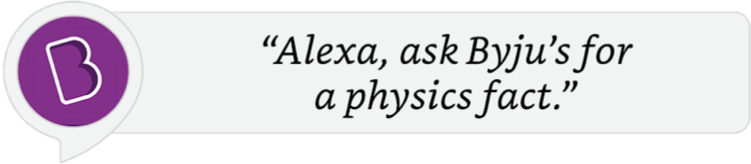 “Alexa, ask Byju’s for
a physics fact.”